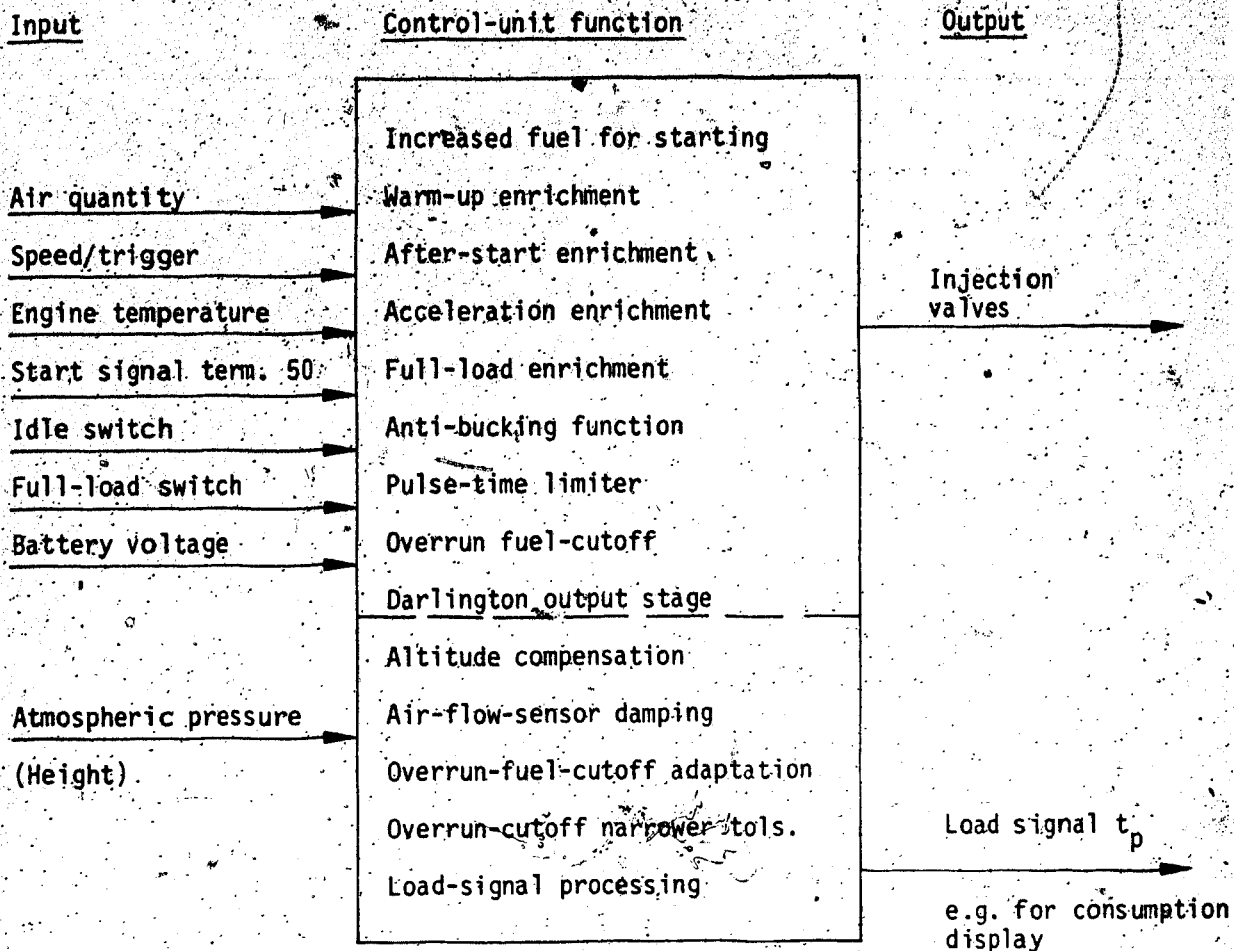 Input Control-unit function Output
Increased fuel for starting
Air quantity Warm-up enrichment
Speed/trigger After-start enrichment
Injection
Engine temperature Acceleration enrichment valves
Start signal term. 50 Full-load enrichment
Idle switch Anti-bucking function
Full-load switch Pulse-time limiter
Battery voltage Overrun fuel-cutoff
Darlington output stage
Altitude compensation
Atmospheric pressure Air-flow-sensor damping
(Height) Overrun-fuel-cutoff adaptation
Overrun-cutoff narrower tols. Load signal tp
Load-signal processing
e.g. for consumption
display